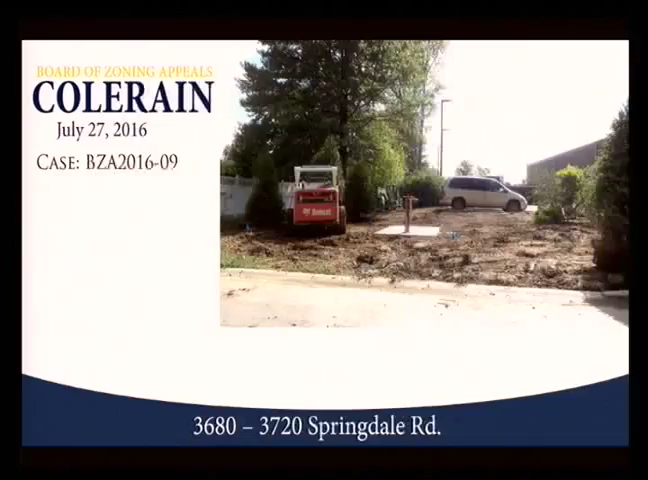 BOARD OF ZONING APPEALS
COLERAIN
July 27, 2016
CASE: BZA2016-09
Bobcat
3680 – 3720 Springdale Rd.